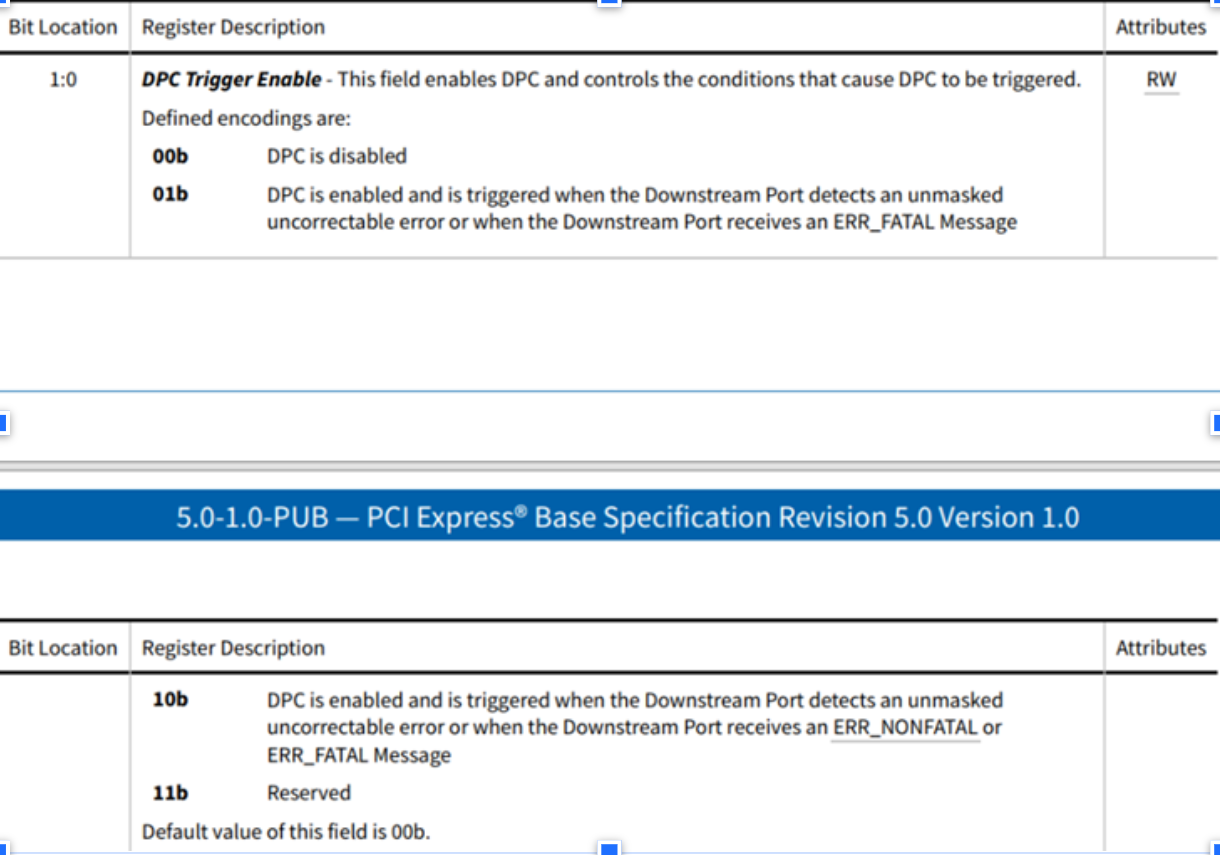 Bit Location Register Description Attributes
1:0 DPC Trigger Enable - This field enables DPC and controls the conditions that cause DPC to be triggered. RW
Defined encodings are:
00b DPC is disabled
01b DPC is enabled and is triggered when the Downstream Port detects an unmasked
uncorrectable error or when the Downstream Port receives an ERR_FATAL Message
5.0-1.0-PUB — PCI Express® Base Specification Revision 5.0 Version 1.0
Bit Location Register Description Attributes
10b DPC is enabled and is triggered when the Downstream Port detects an unmasked
uncorrectable error or when the Downstream Port receives an ERR_NONFATAL or
ERR_FATAL Message
11b Reserved
Default value of this field is 00b.